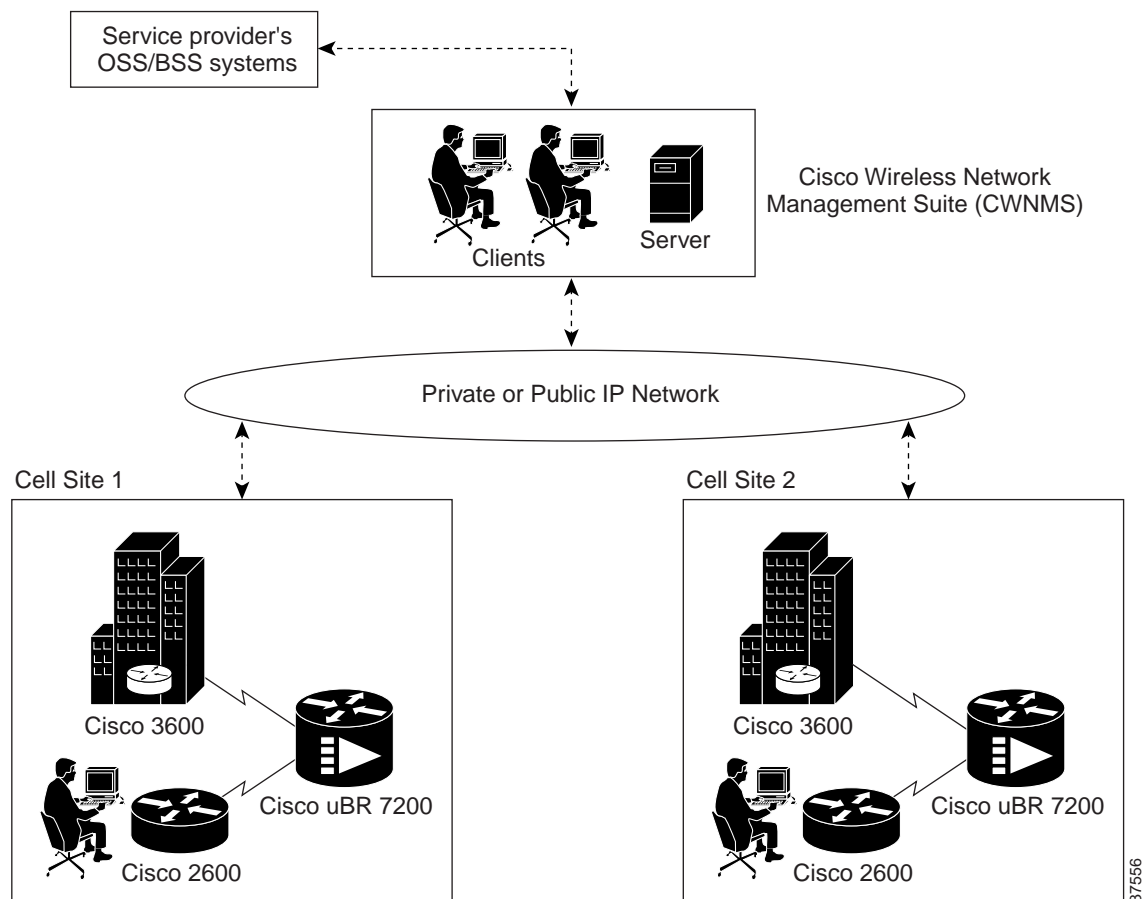 Service provider's
OSS/BSS systems
Cisco Wireless Network
Management Suite (CWNMS)
Server
Clients
Private or Public IP Network
Cell Site 1
Cell Site 2
Cisco 3600
Cisco uBR 7200
Cisco 2600
Cisco 3600
Cisco uBR 7200
Cisco 2600
37556